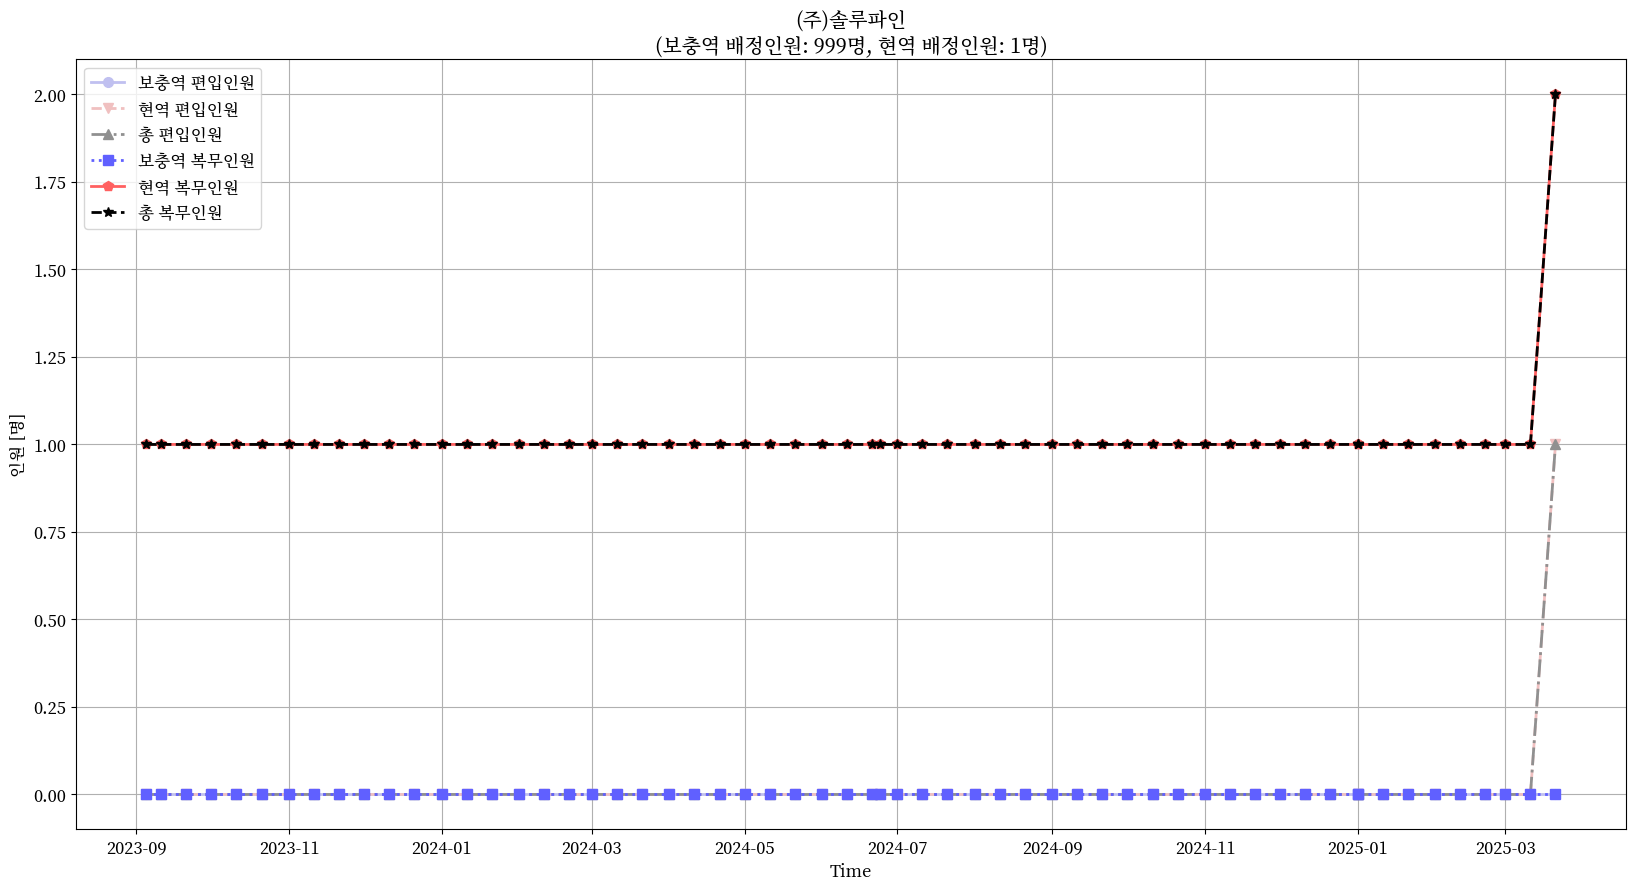 (주)솔루파인
(보충역 배정인원: 999명, 현역 배정인원: 1명)
보충역 편입인원
현역 편입인원
총 편입인원
보충역 복무인원
현역 복무인원
총 복무인원
2.00
1.75
1.50
1.25
1.00
0.75
0.50
0.25
0.00
인원 [명]
2023-09 2023-11 2024-01 2024-03 2024-05 2024-07 2024-09 2024-11 2025-01 2025-03
Time